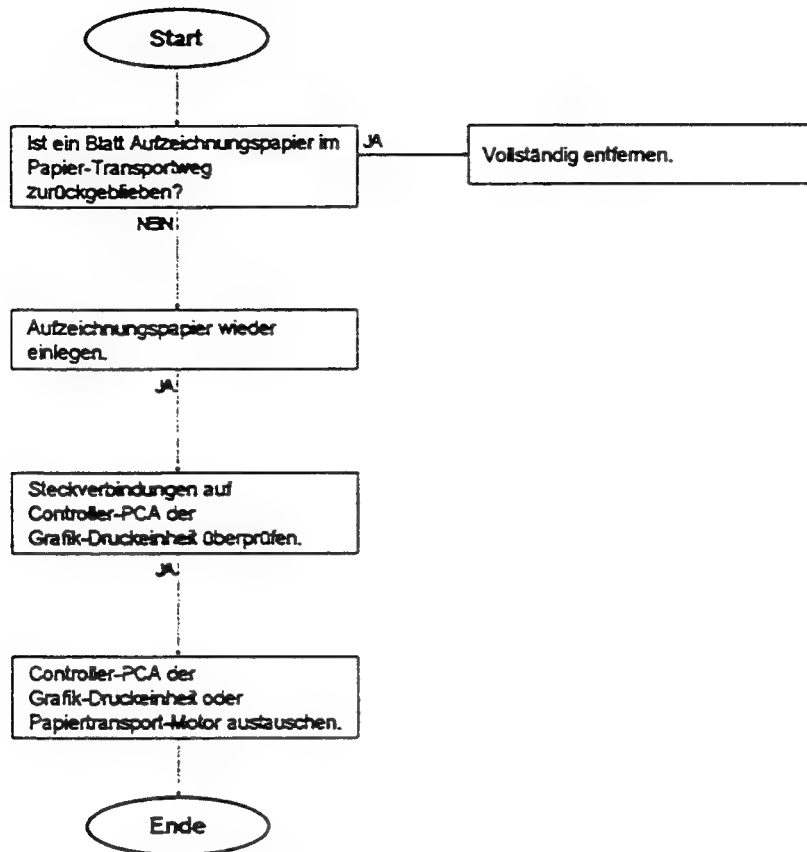 Start
Ist ein Blatt Aufzeichnungspapier im
Papier-Transportweg
zurückgeblieben?
JA
Vollständig entfernen.
NEIN
Aufzeichnungspapier wieder
einlegen.
JA
Steckverbindungen auf
Controller-PCA der
Grafik-Druckeinheit überprüfen.
JA
Controller-PCA der
Grafik-Druckeinheit oder
Papiertransport-Motor austauschen.
Ende